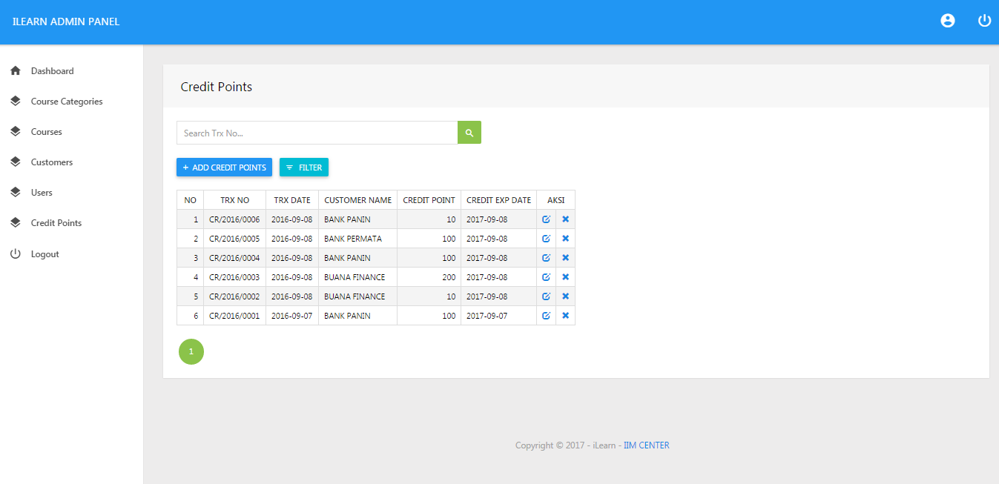 ILEARN ADMIN PANEL
Dashboard
Course Categories
Courses
Customers
Users
Credit Points
Logout
Credit Points
Search Trx No...
+ ADD CREDIT POINTS FILTER
NO TRX NO TRX DATE CUSTOMER NAME CREDIT POINT CREDIT EXP DATE AKSI
1 CR/2016/0006 2016-09-08 BANK PANIN 10 2017-09-08
2 CR/2016/0005 2016-09-08 BANK PERMATA 100 2017-09-08
3 CR/2016/0004 2016-09-08 BANK PANIN 100 2017-09-08
4 CR/2016/0003 2016-09-08 BUANA FINANCE 200 2017-09-08
5 CR/2016/0002 2016-09-08 BUANA FINANCE 10 2017-09-08
6 CR/2016/0001 2016-09-07 BANK PANIN 100 2017-09-07
1
Copyright © 2017 - iLearn - IIM CENTER